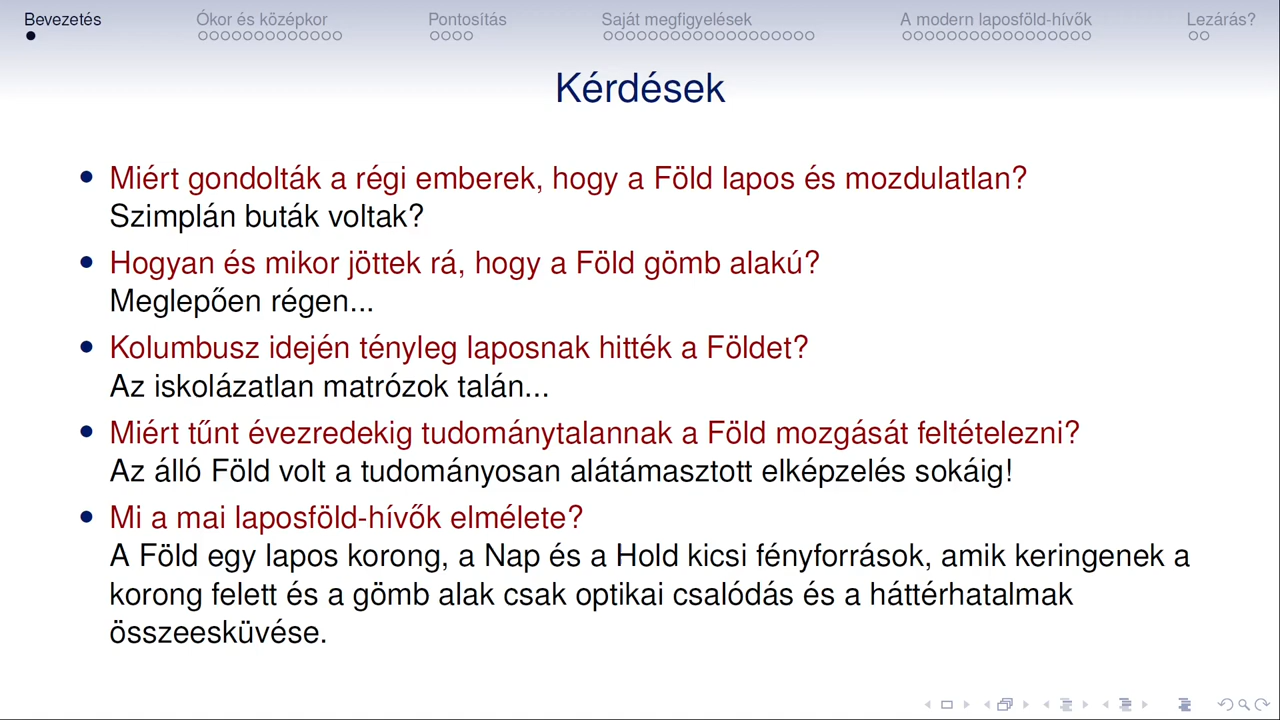 Bevezetés
Ókor és középkor
Pontosítás
Saját megfigyelések
A modern laposföld-hívők
Lezárás?
Kérdések
Miért gondolták a régi emberek, hogy a Föld lapos és mozdulatlan?
Szimplán buták voltak?
Hogyan és mikor jöttek rá, hogy a Föld gömb alakú?
Meglepően régen...
Kolumbusz idején tényleg laposnak hitték a Földet?
Az iskolázatlan matrózok talán...
Miért tűnt évezredekig tudománytalannak a Föld mozgását feltételezni?
Az álló Föld volt a tudományosan alátámasztott elképzelés sokáig!
Mi a mai laposföld-hívők elmélete?
A Föld egy lapos korong, a Nap és a Hold kicsi fényforrások, amik keringenek a
korong felett és a gömb alak csak optikai csalódás és a háttérhatalmak
összeesküvése.